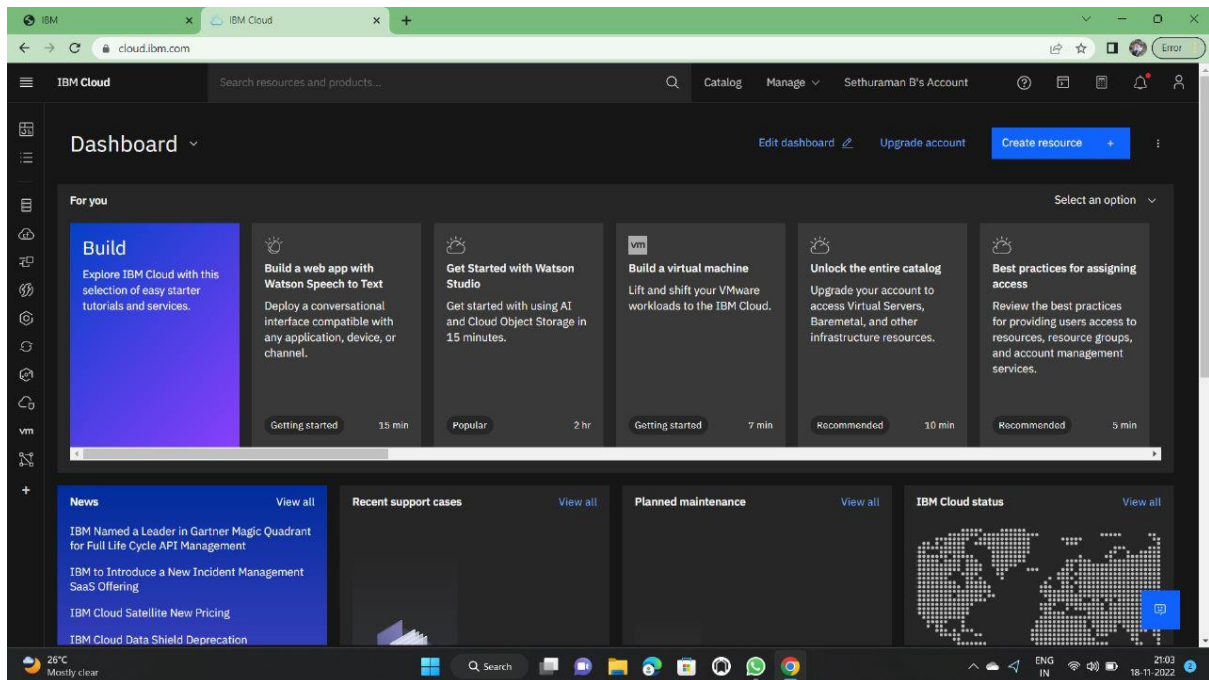 IBM
IBM Cloud
cloud.ibm.com
Error
IBM Cloud
Search resources and products...
Catalog
Manage
Sethuraman B's Account
Dashboard
Edit dashboard
Upgrade account
Create resource +
For you
Select an option
Build
Explore IBM Cloud with this
selection of easy starter
tutorials and services.
Build a web app with
Watson Speech to Text
Deploy a conversational
interface compatible with
any application, device, or
channel.
Getting started 15 min
Get Started with Watson
Studio
Get started with using AI
and Cloud Object Storage in
15 minutes.
Popular 2 hr
vm
Build a virtual machine
Lift and shift your VMware
workloads to the IBM Cloud.
Getting started 7 min
Unlock the entire catalog
Upgrade your account to
access Virtual Servers,
Baremetal, and other
infrastructure resources.
Recommended 10 min
Best practices for assigning
access
Review the best practices
for providing users access to
resources, resource groups,
and account management
services.
Recommended 5 min
vm
News View all
IBM Named a Leader in Gartner Magic Quadrant
for Full Life Cycle API Management
IBM to Introduce a New Incident Management
SaaS Offering
IBM Cloud Satellite New Pricing
IBM Cloud Data Shield Deprecation
Recent support cases View all
Planned maintenance View all
IBM Cloud status View all
26°C
Mostly clear
Search
ENG
IN
21:03
18-11-2022
2